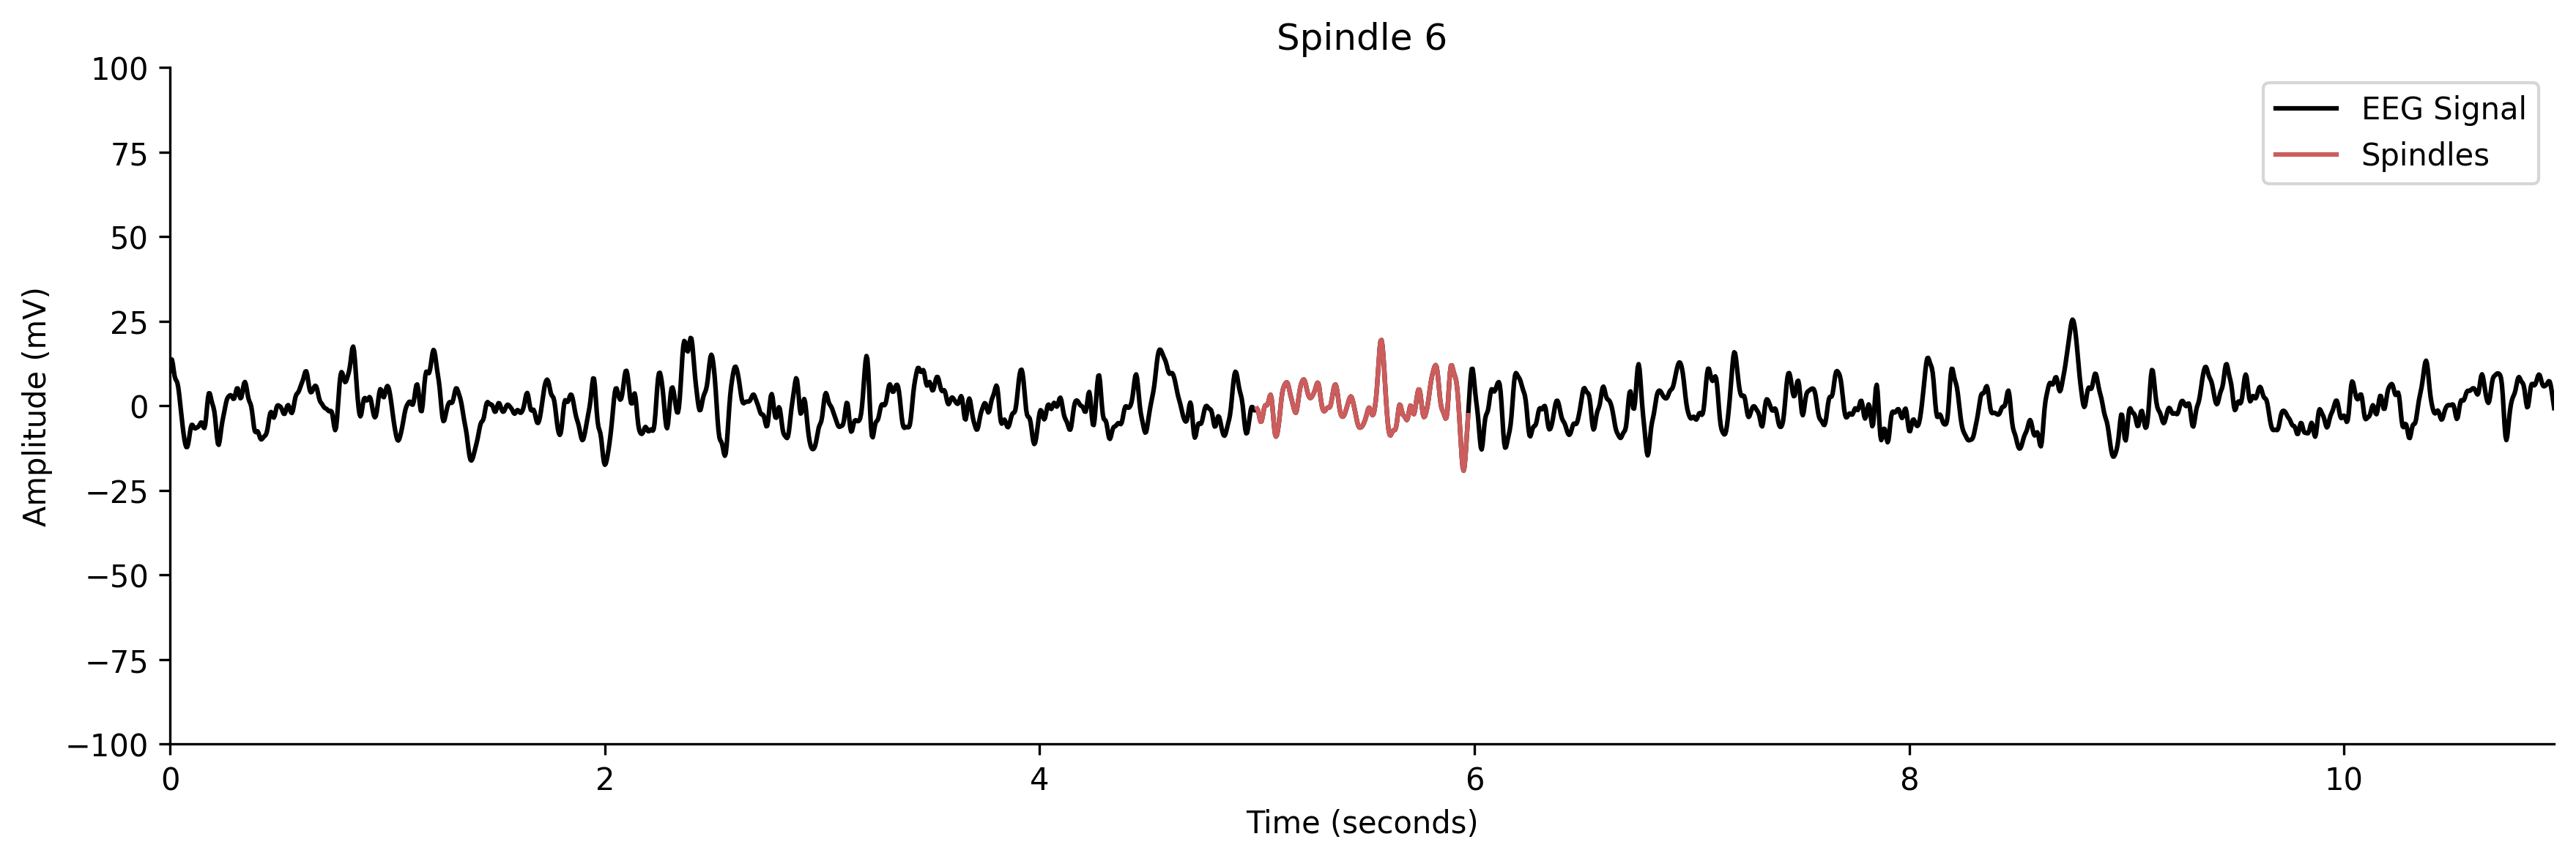 Spindle 6
100
75
50
25
0
−25
−50
−75
−100
Amplitude (mV)
EEG Signal
Spindles
0 2 4 6 8 10
Time (seconds)